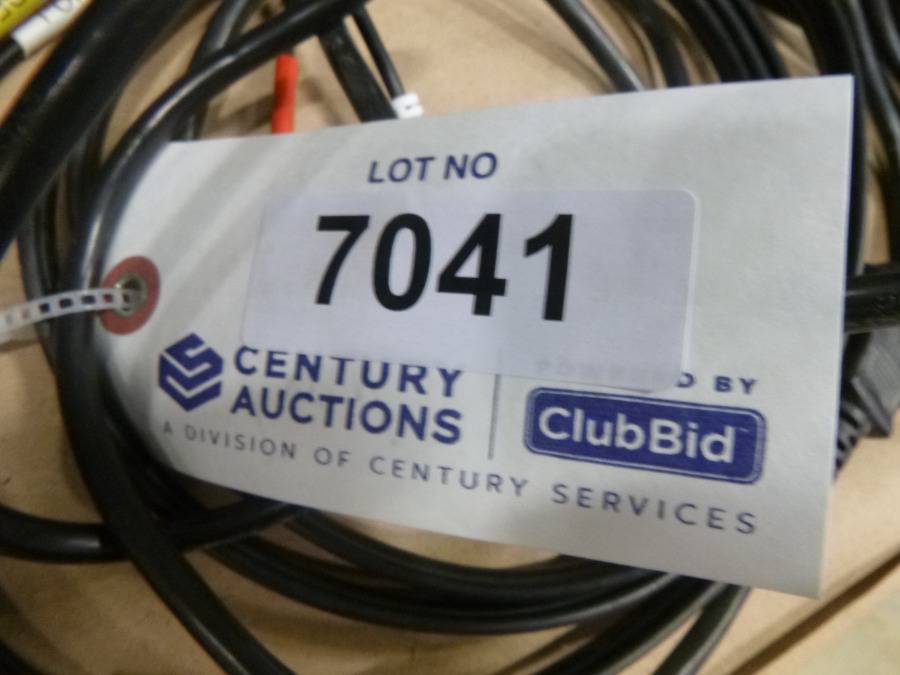 LOT NO
7041
CENTURY
AUCTIONS
A DIVISION OF CENTURY SERVICES
BY
ClubBid